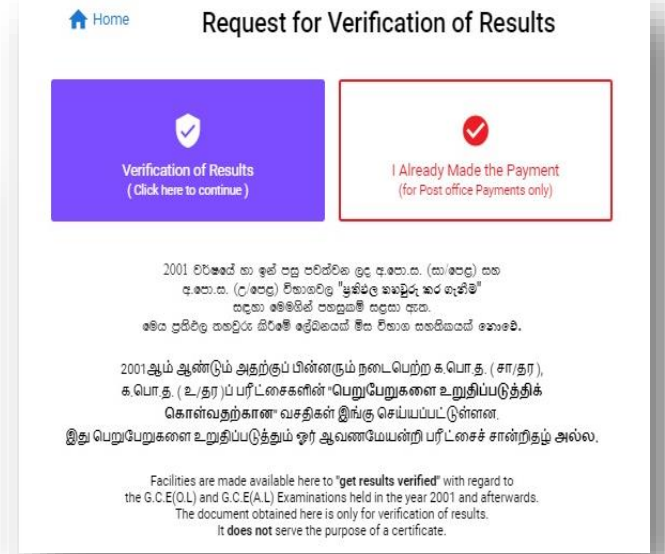 Home
Request for Verification of Results
Verification of Results
( Click here to continue )
I Already Made the Payment
(for Post office Payments only)
2001 වර්ෂයේ හා ඉන් පසු පවත්වන ලද අ.පො.ස. (සා/පෙළ) සහ
අ.පො.ස. (උ/පෙළ) විභාගවල "ප්‍රතිඵල තහවුරු කර ගැනීමි"
සඳහා මෙමගින් පහසුකම් සළසා ඇත.
මෙය ප්‍රතිඵල තහවුරු කිරීමේ ලේඛනයක් මිස විභාග සහතිකයක් නොවේ.
2001ஆம் ஆண்டும் அதற்குப் பின்னரும் நடைபெற்ற க.பொ.த. ( சா/தர ),
க.பொ.த. ( உ/தர )ப் பரீட்சைகளின் "பெறுபேறுகளை உறுதிப்படுத்திக்
கொள்வதற்கான" வசதிகள் இங்கு செய்யப்பட்டுள்ளன.
இது பெறுபேறுகளை உறுதிப்படுத்தும் ஓர் ஆவணமேயன்றி பரீட்சைச் சான்றிதழ் அல்ல.
Facilities are made available here to "get results verified" with regard to
the G.C.E(O.L) and G.C.E(A.L) Examinations held in the year 2001 and afterwards.
The document obtained here is only for verification of results.
It does not serve the purpose of a certificate.